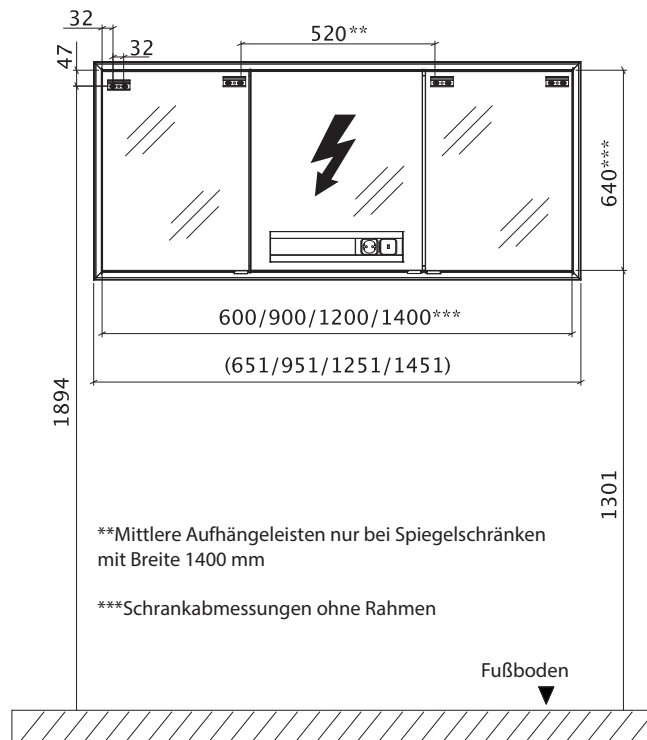 32
520**
47
32
640***
600/900/1200/1400***
(651/951/1251/1451)
1894
1301
**Mittlere Aufhängeleisten nur bei Spiegelschränken
mit Breite 1400 mm
***Schrankabmessungen ohne Rahmen
Fußboden